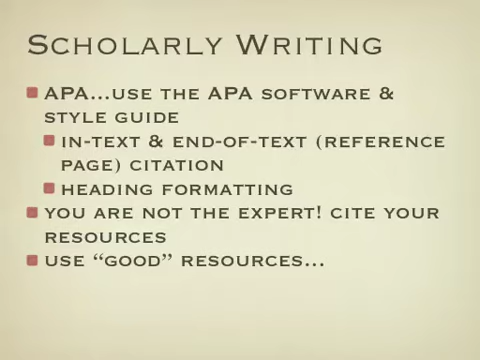 Scholarly Writing
APA...use the APA software &
style guide
in-text & end-of-text (reference
page) citation
heading formatting
you are not the expert! cite your
resources
use “good” resources...